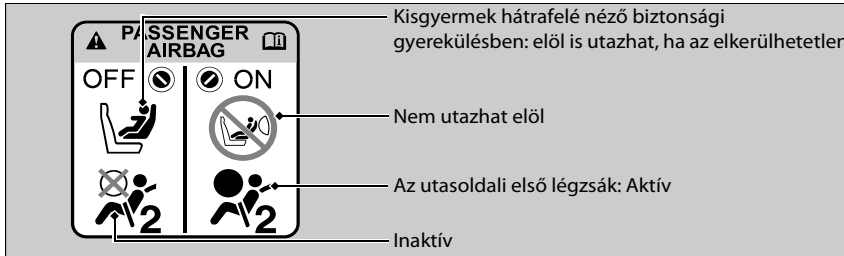 PASSENGER
AIRBAG
OFF
ON
2
2
Kisgyermek hátrafelé néző biztonsági
gyerekülésben: elöl is utazhat, ha az elkerülhetetlen
Nem utazhat elöl
Az utasoldali első légzsák: Aktív
Inaktív